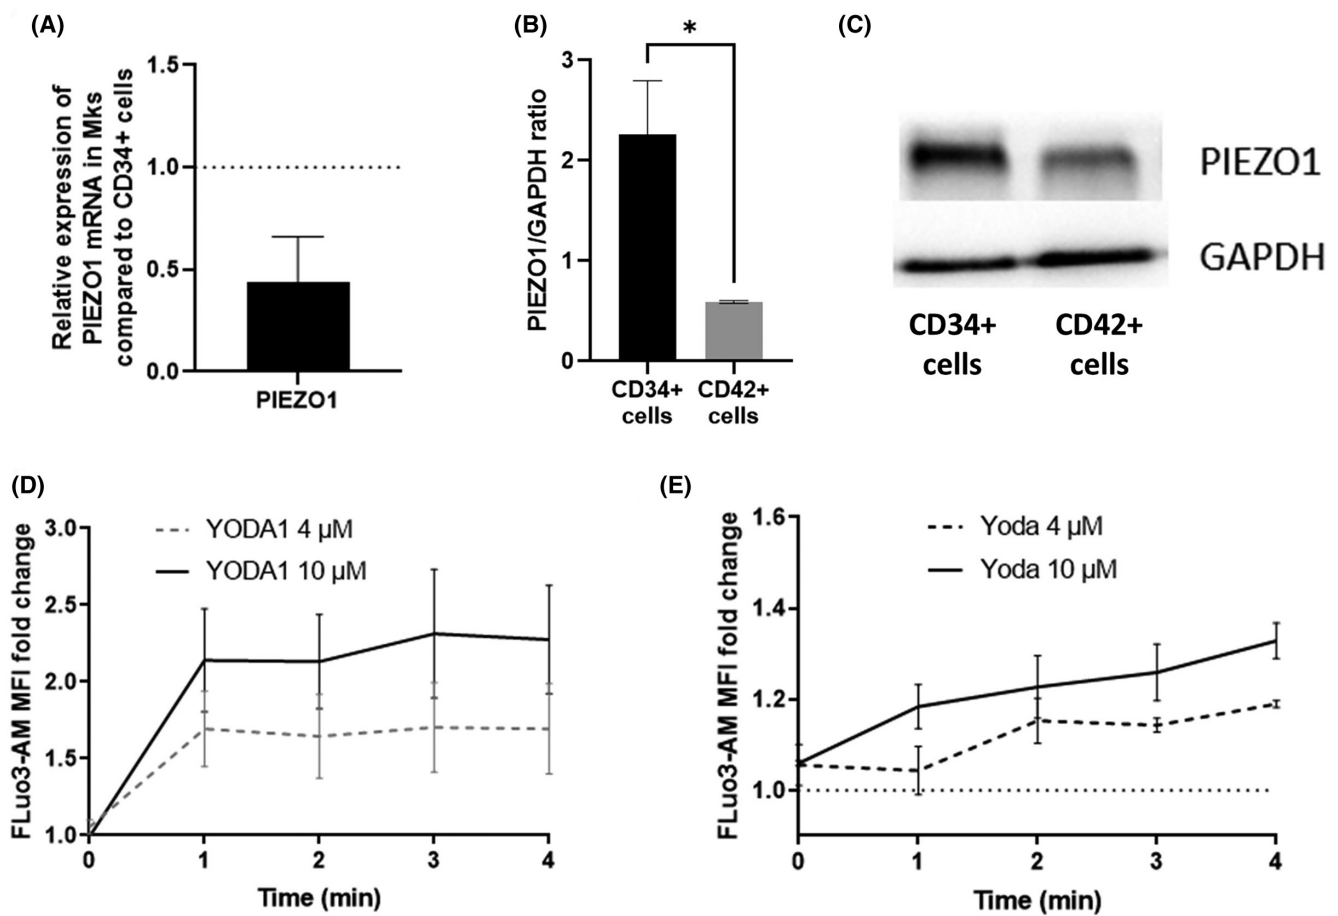 (A)
Relative expression of
PIEZO1 mRNA in Mks
compared to CD34+ cells
1.5
1.0
0.5
0.0
PIEZO1
(B)
PIEZO1/GAPDH ratio
3
2
1
0
*
CD34+
cells
CD42+
cells
(C)
PIEZO1
GAPDH
CD34+
cells
CD42+
cells
(D)
FLuo3-AM MFI fold change
3.0
2.5
2.0
1.5
1.0
YODA1 4 µM
YODA1 10 µM
0 1 2 3 4
Time (min)
(E)
FLuo3-AM MFI fold change
1.6
1.4
1.2
1.0
Yoda 4 µM
Yoda 10 µM
0 1 2 3 4
Time (min)